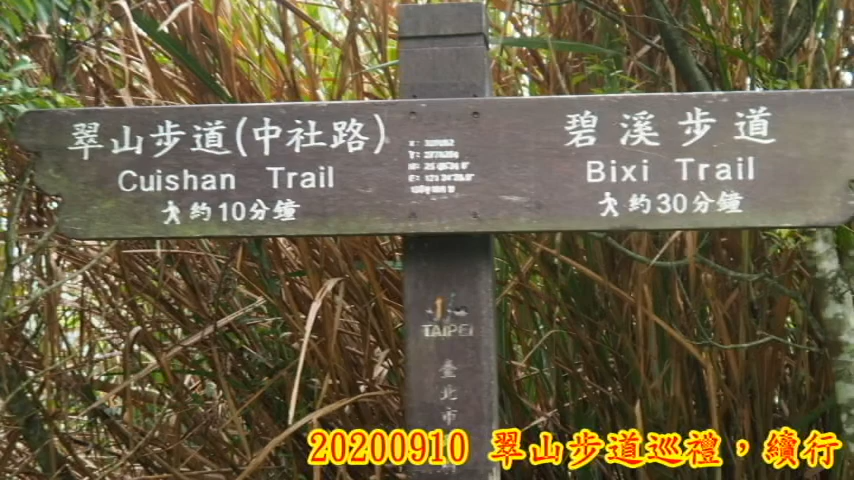 翠山步道(中社路)
Cuishan Trail
約10分鐘
碧溪步道
Bixi Trail
約30分鐘
TAIPEI
臺北市
20200910 翠山步道巡禮，續行